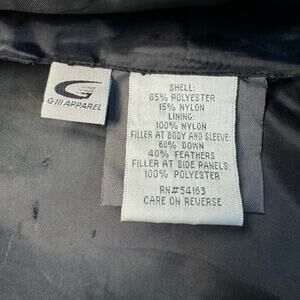 G-III APPAREL
SHELL:
85% POLYESTER
15% NYLON
LINING:
100% NYLON
FILLER AT BODY AND SLEEVE:
60% DOWN
40% FEATHERS
FILLER AT SIDE PANELS:
100% POLYESTER
RN#54163
CARE ON REVERSE